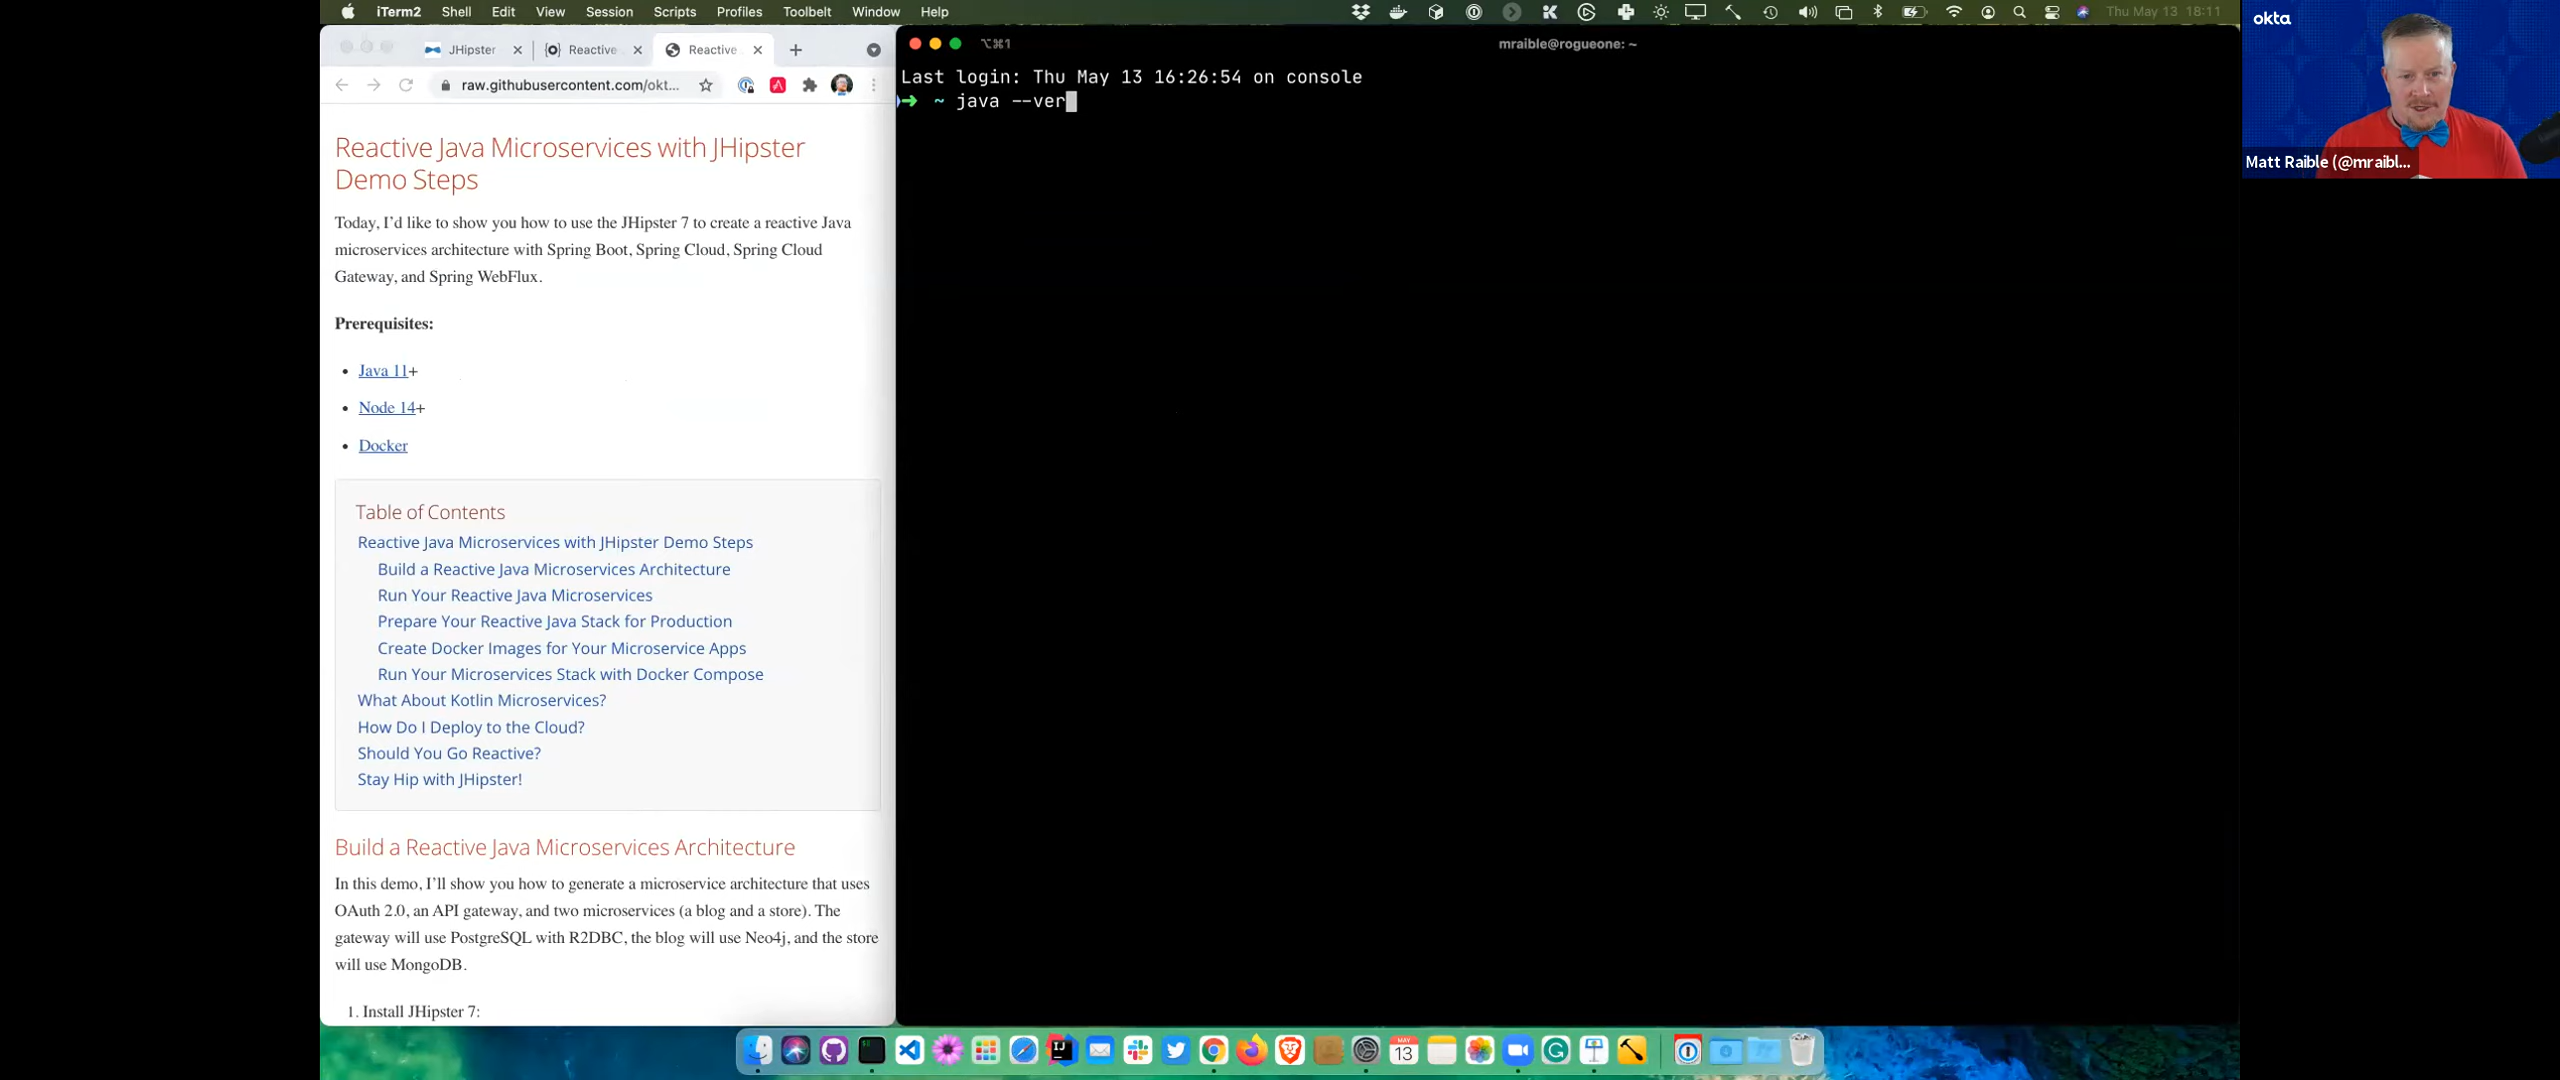 iTerm2 Shell Edit View Session Scripts Profiles Toolbelt Window Help
Thu May 13 18:11
JHipster
Reactive
Reactive
raw.githubusercontent.com/okt...
Reactive Java Microservices with JHipster
Demo Steps
Today, I'd like to show you how to use the JHipster 7 to create a reactive Java
microservices architecture with Spring Boot, Spring Cloud, Spring Cloud
Gateway, and Spring WebFlux.
Prerequisites:
• Java 11+
• Node 14+
• Docker
Table of Contents
Reactive Java Microservices with JHipster Demo Steps
Build a Reactive Java Microservices Architecture
Run Your Reactive Java Microservices
Prepare Your Reactive Java Stack for Production
Create Docker Images for Your Microservice Apps
Run Your Microservices Stack with Docker Compose
What About Kotlin Microservices?
How Do I Deploy to the Cloud?
Should You Go Reactive?
Stay Hip with JHipster!
Build a Reactive Java Microservices Architecture
In this demo, I'll show you how to generate a microservice architecture that uses
OAuth 2.0, an API gateway, and two microservices (a blog and a store). The
gateway will use PostgreSQL with R2DBC, the blog will use Neo4j, and the store
will use MongoDB.
1. Install JHipster 7:
⌥⌘1
mraible@rogueone: ~
Last login: Thu May 13 16:26:54 on console
➜ ~ java --ver
okta
Matt Raible (@mraibl...
IJ
MAY
13